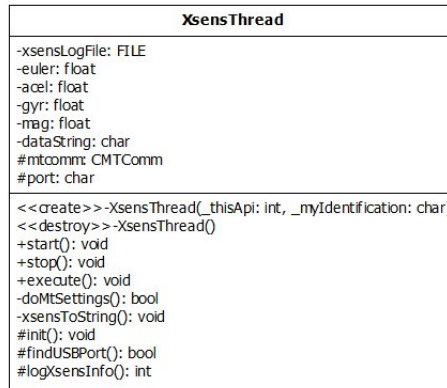 XsensThread
-xsensLogFile: FILE
-euler: float
-acel: float
-gyr: float
-mag: float
-dataString: char
#mtcomm: CMTComm
#port: char
<<create>>-XsensThread(_thisApi: int, _myIdentification: char)
<<destroy>>-XsensThread()
+start(): void
+stop(): void
+execute(): void
-doMtSettings(): bool
-xsensToString(): void
#init(): void
#findUSBPort(): bool
#logXsensInfo(): int